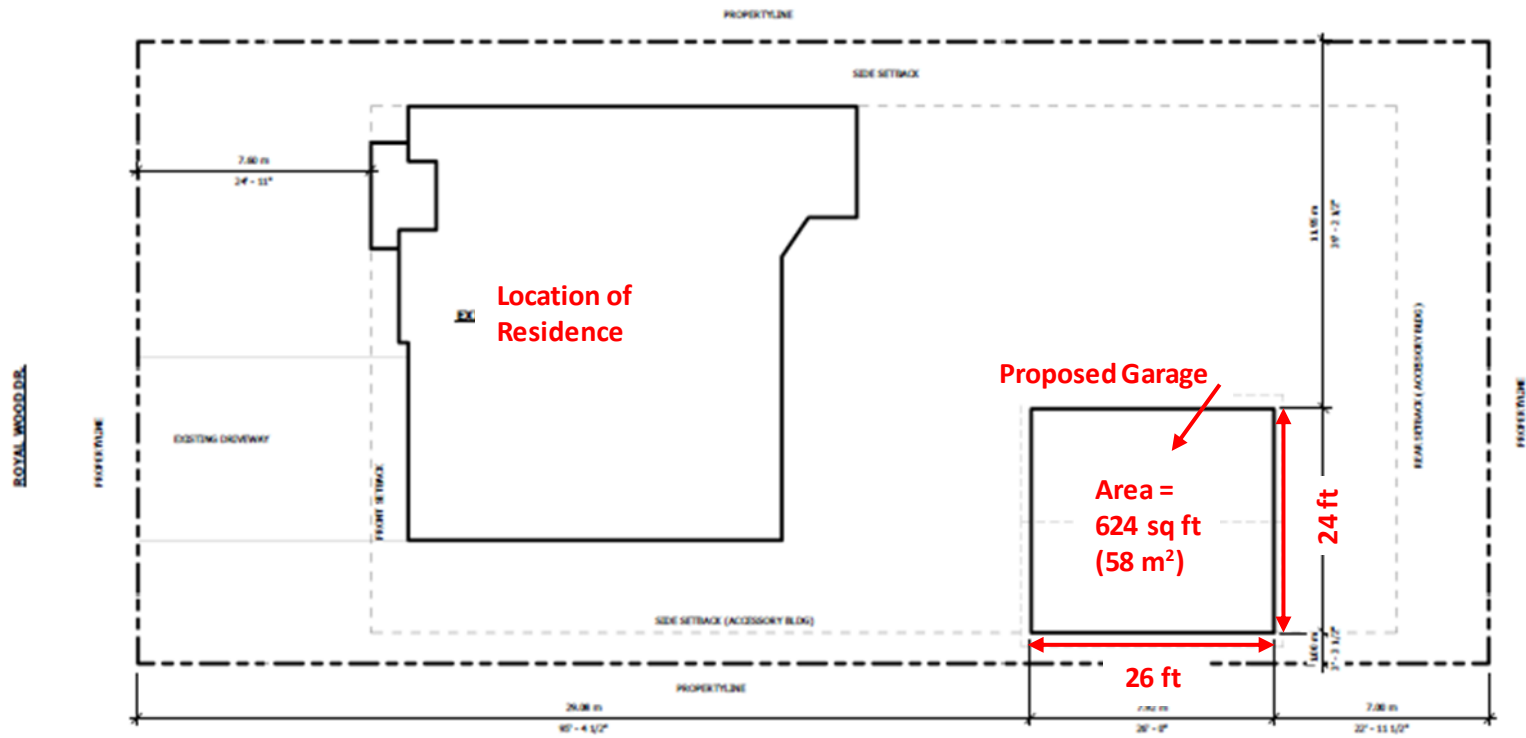 PROPERTYLINE
SIDE SETBACK
7.60 m
24' - 11"
11.95 m
39' - 2 1/2"
EX
Location of
Residence
Proposed Garage
ROYAL WOOD DR.
PROPERTYLINE
EXISTING DRIVEWAY
FRONT SETBACK
REAR SETBACK (ACCESSORY BLDG)
PROPERTYLINE
Area =
624 sq ft
(58 m²)
24 ft
SIDE SETBACK (ACCESSORY BLDG)
1.00 m
3' - 3 1/2"
26 ft
PROPERTYLINE
29.08 m
95' - 4 1/2"
7.92 m
26' - 0"
7.00 m
22' - 11 1/2"